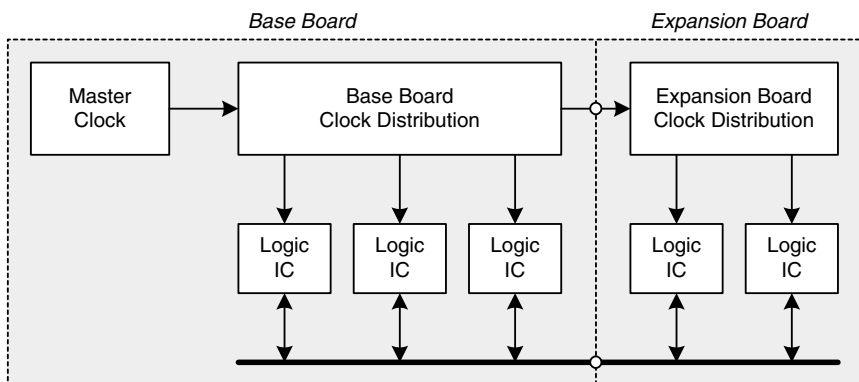 Base Board
Expansion Board
Master
Clock
Base Board
Clock Distribution
Expansion Board
Clock Distribution
Logic
IC
Logic
IC
Logic
IC
Logic
IC
Logic
IC